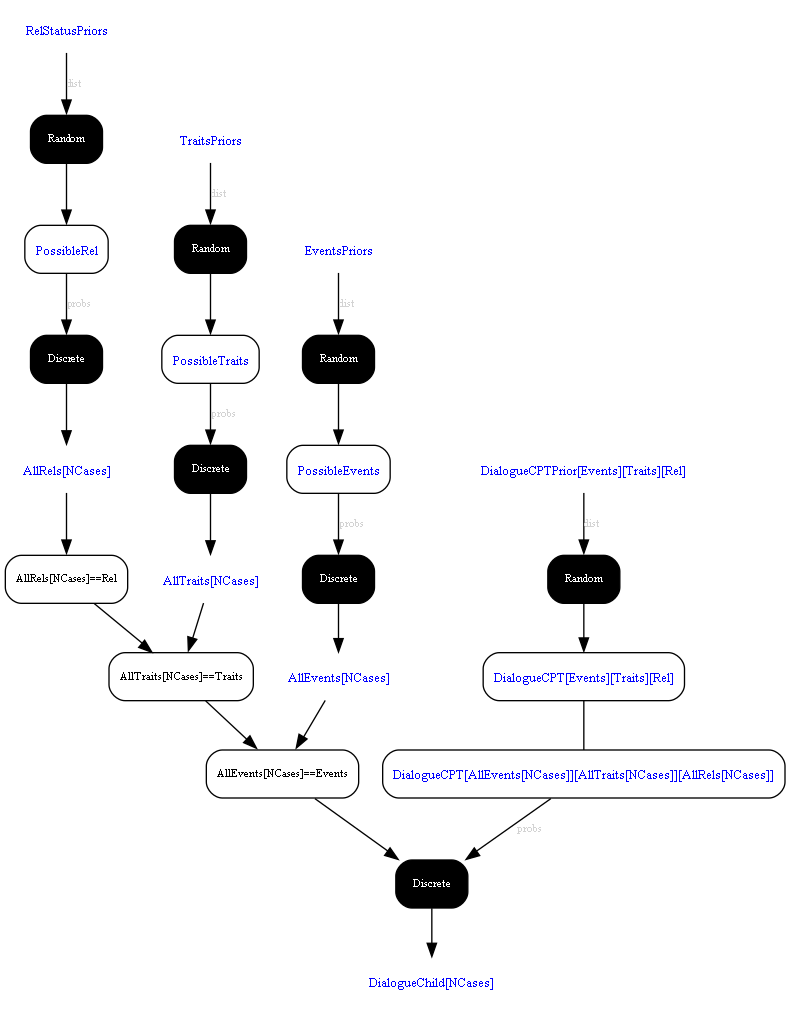 RelStatusPriors
dist
Random
TraitsPriors
dist
PossibleRel
Random
EventsPriors
probs
dist
Discrete
PossibleTraits
Random
probs
AllRels[NCases]
Discrete
PossibleEvents
DialogueCPTPrior[Events][Traits][Rel]
probs
dist
AllRels[NCases]==Rel
AllTraits[NCases]
Discrete
Random
AllTraits[NCases]==Traits
AllEvents[NCases]
DialogueCPT[Events][Traits][Rel]
AllEvents[NCases]==Events
DialogueCPT[AllEvents[NCases]][AllTraits[NCases]][AllRels[NCases]]
probs
Discrete
DialogueChild[NCases]